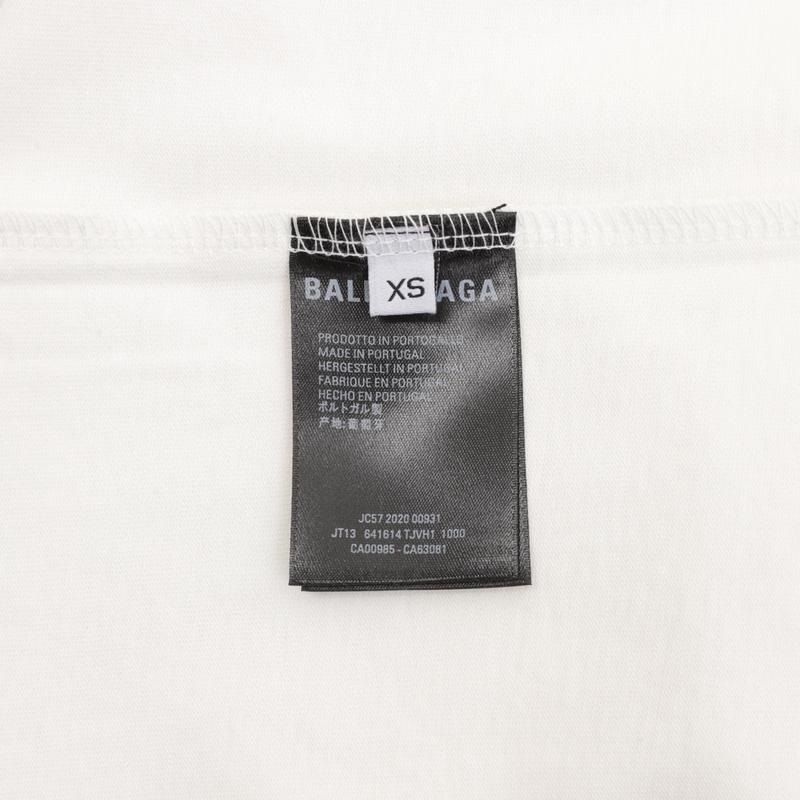 BAL AGA
XS
PRODOTTO IN PORTOGALLO
MADE IN PORTUGAL
HERGESTELLT IN PORTUGAL
FABRIQUE EN PORTUGAL
HECHO EN PORTUGAL
ポルトガル製
产地:葡萄牙
JC57 2020 00931
JT13 641614 TJVH1 1000
CA00985 - CA63081